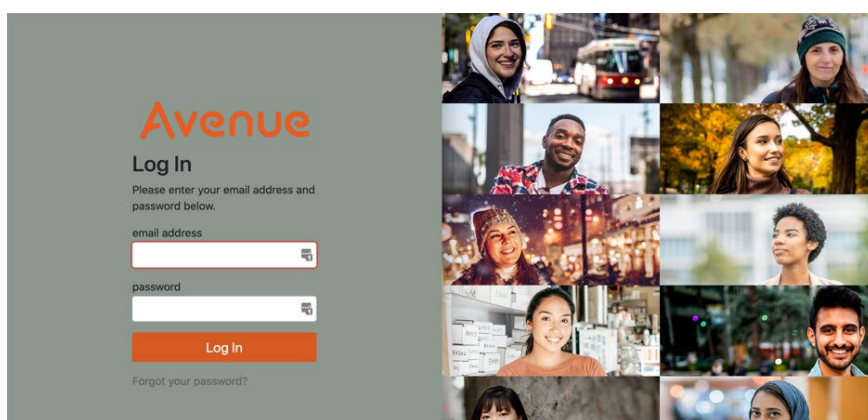 Avenue
Log In
Please enter your email address and
password below.
email address
password
Log In
Forgot your password?